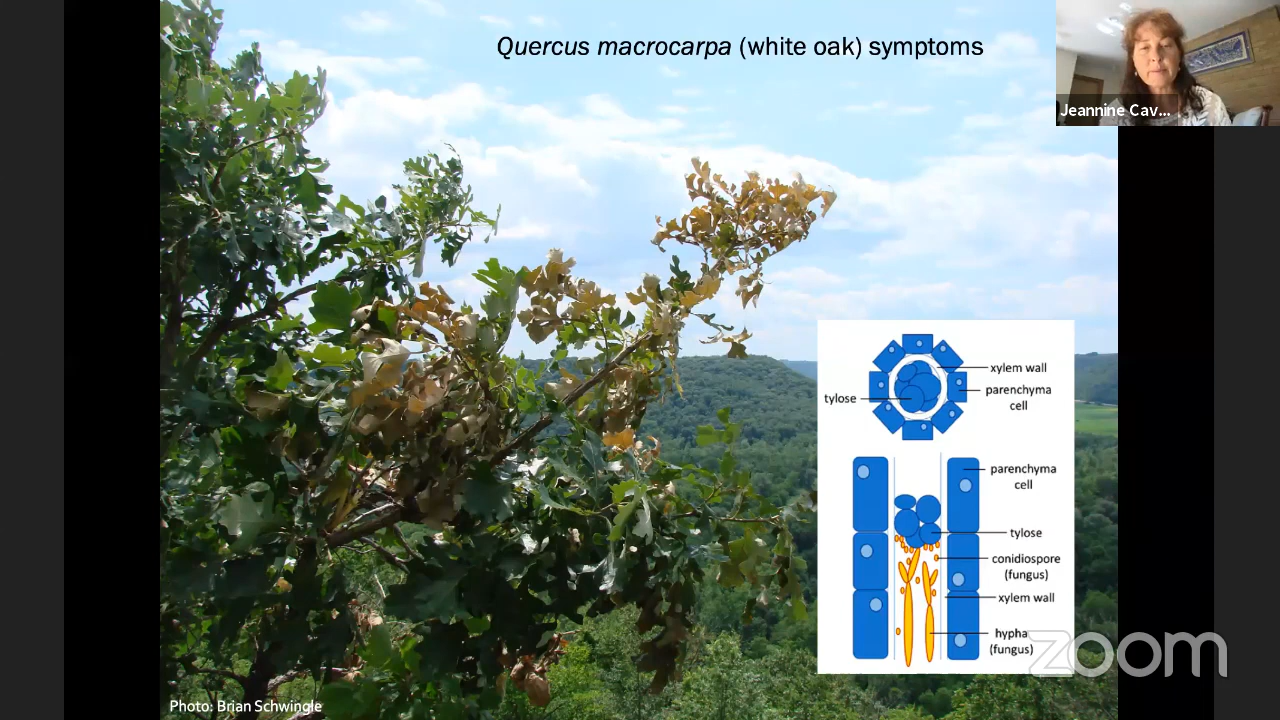 Quercus macrocarpa (white oak) symptoms
Jeannine Cav...
xylem wall
tylose
parenchyma
cell
parenchyma
cell
tylose
conidiospore
(fungus)
xylem wall
hypha
(fungus)
zoom
Photo: Brian Schwingle